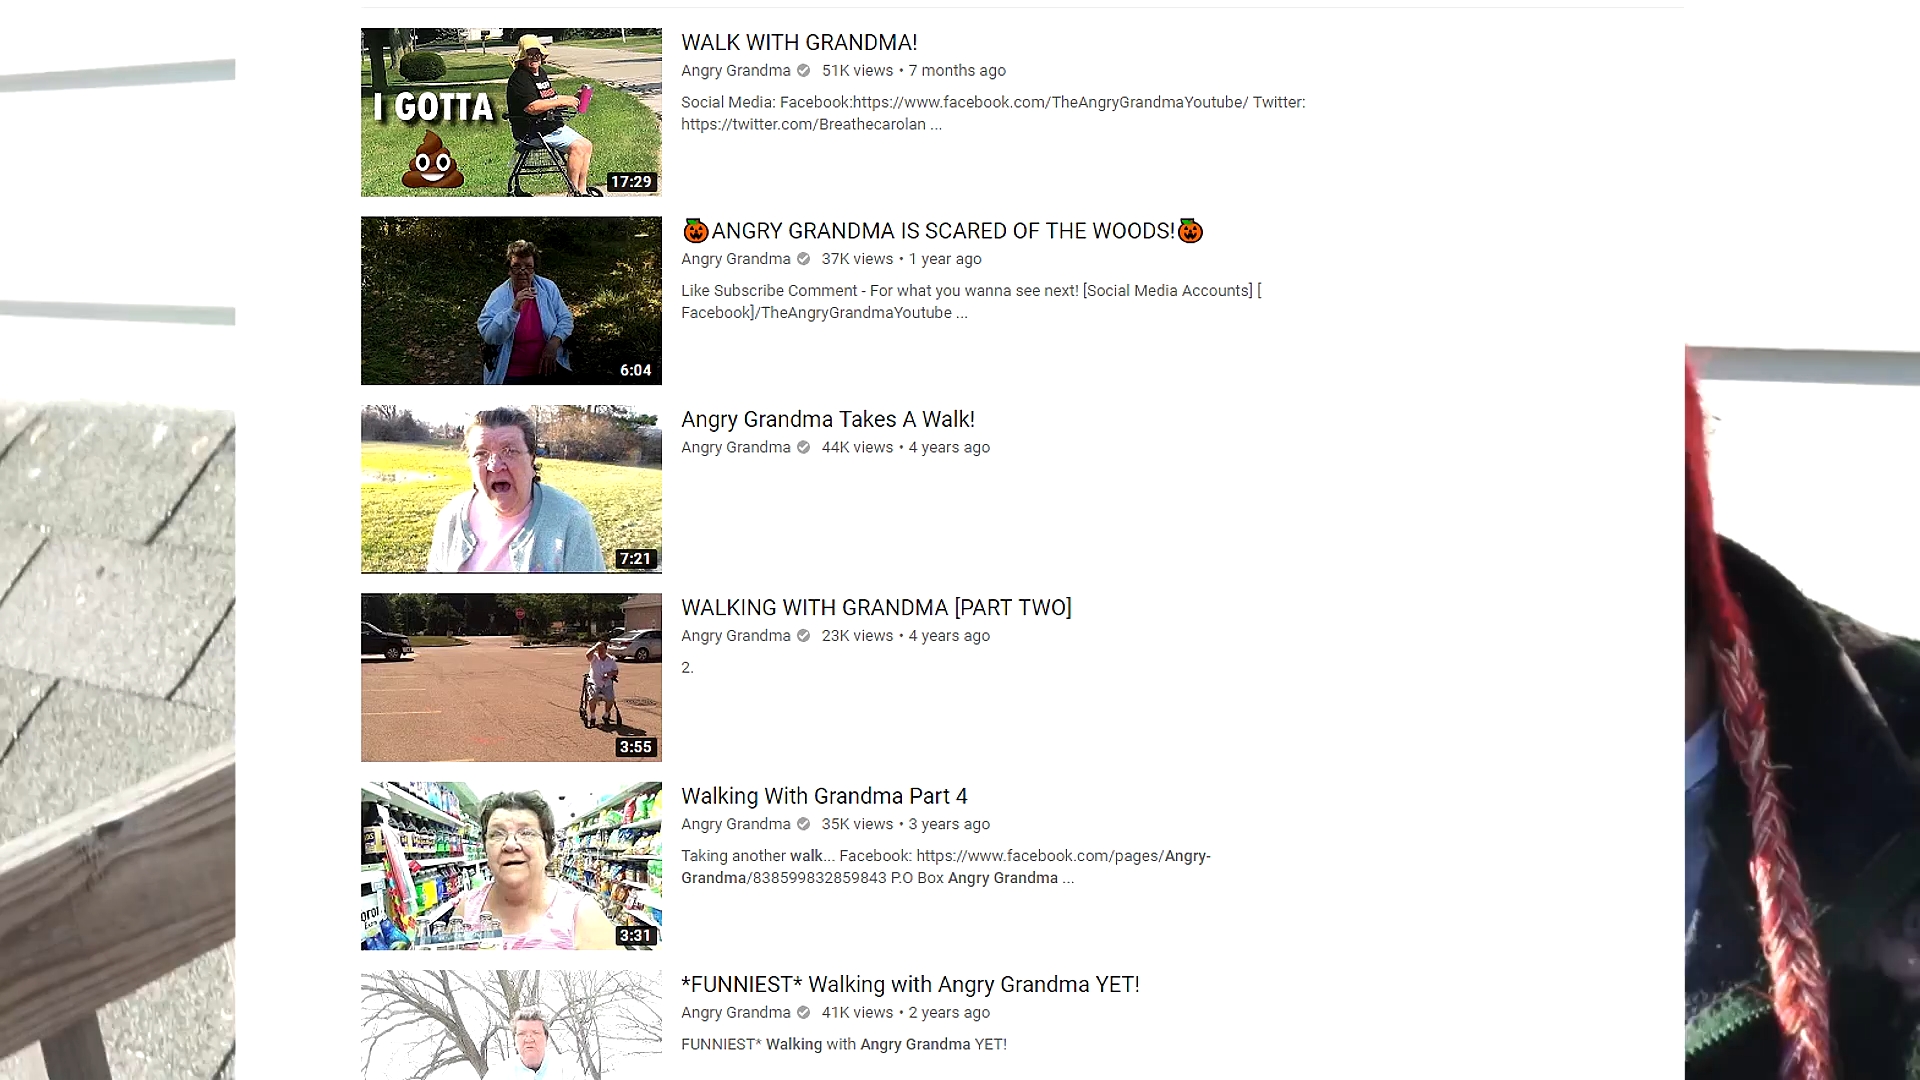 WALK WITH GRANDMA!
Angry Grandma 51K views • 7 months ago
Social Media: Facebook:https://www.facebook.com/TheAngryGrandmaYoutube/ Twitter:
https://twitter.com/Breathecarolan ...
I GOTTA
17:29
🎃ANGRY GRANDMA IS SCARED OF THE WOODS!🎃
Angry Grandma 37K views • 1 year ago
Like Subscribe Comment - For what you wanna see next! [Social Media Accounts] [
Facebook]/TheAngryGrandmaYoutube ...
6:04
Angry Grandma Takes A Walk!
Angry Grandma 44K views • 4 years ago
7:21
WALKING WITH GRANDMA [PART TWO]
Angry Grandma 23K views • 4 years ago
2.
3:55
Walking With Grandma Part 4
Angry Grandma 35K views • 3 years ago
Taking another walk... Facebook: https://www.facebook.com/pages/Angry-
Grandma/838599832859843 P.O Box Angry Grandma ...
3:31
*FUNNIEST* Walking with Angry Grandma YET!
Angry Grandma 41K views • 2 years ago
FUNNIEST* Walking with Angry Grandma YET!